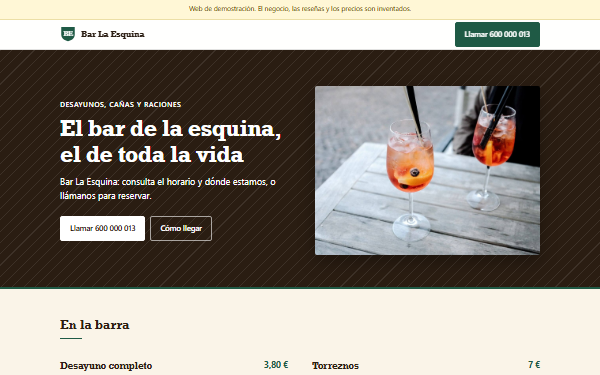 Web de demostración. El negocio, las reseñas y los precios son inventados.
BE Bar La Esquina
Llamar 600 000 013
DESAYUNOS, CAÑAS Y RACIONES
El bar de la esquina,
el de toda la vida
Bar La Esquina: consulta el horario y dónde estamos, o
llámanos para reservar.
Llamar 600 000 013 Cómo llegar
En la barra
Desayuno completo 3,80 €
Torreznos 7 €